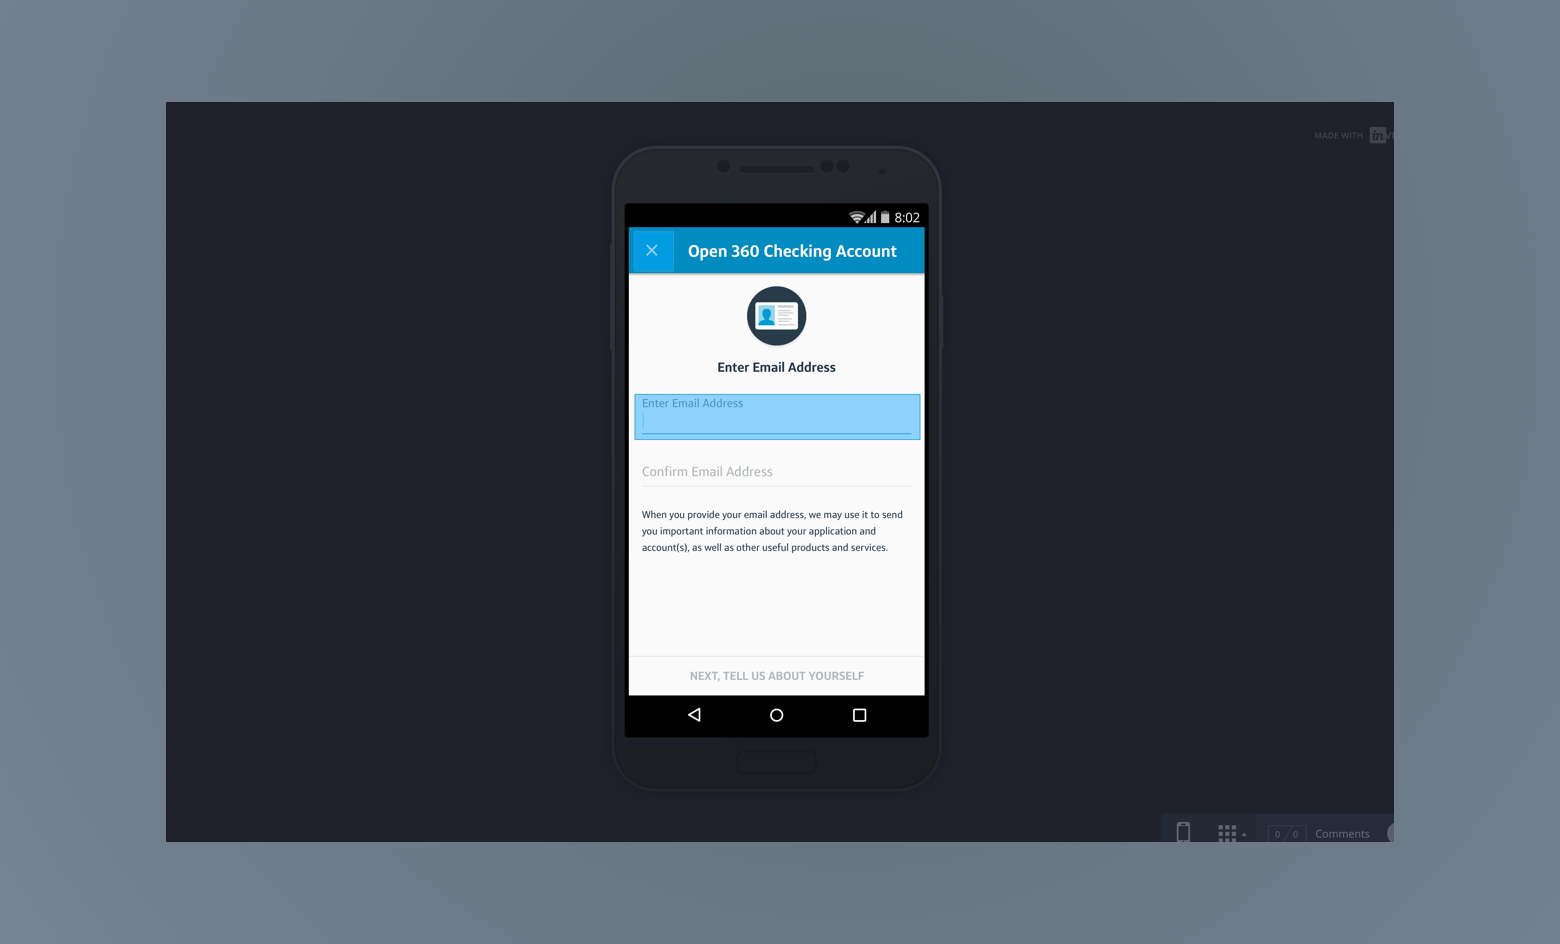 MADE WITH in V
8:02
Open 360 Checking Account
Enter Email Address
Enter Email Address
Confirm Email Address
When you provide your email address, we may use it to send
you important information about your application and
account(s), as well as other useful products and services.
NEXT, TELL US ABOUT YOURSELF
0 / 0 Comments